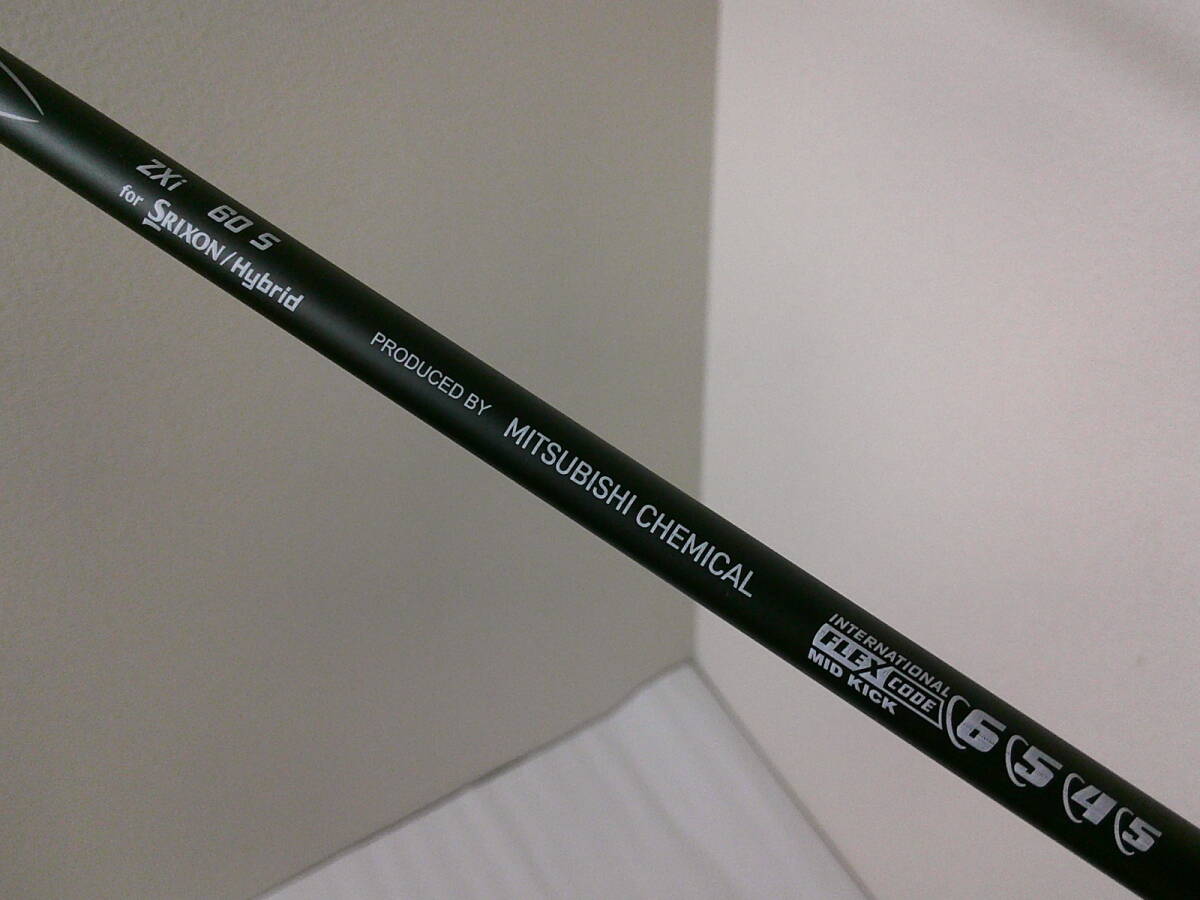 ZXi 60 S
for SRIXON/Hybrid
PRODUCED BY MITSUBISHI CHEMICAL
INTERNATIONAL
FLEX CODE
MID KICK
6 5 4 5